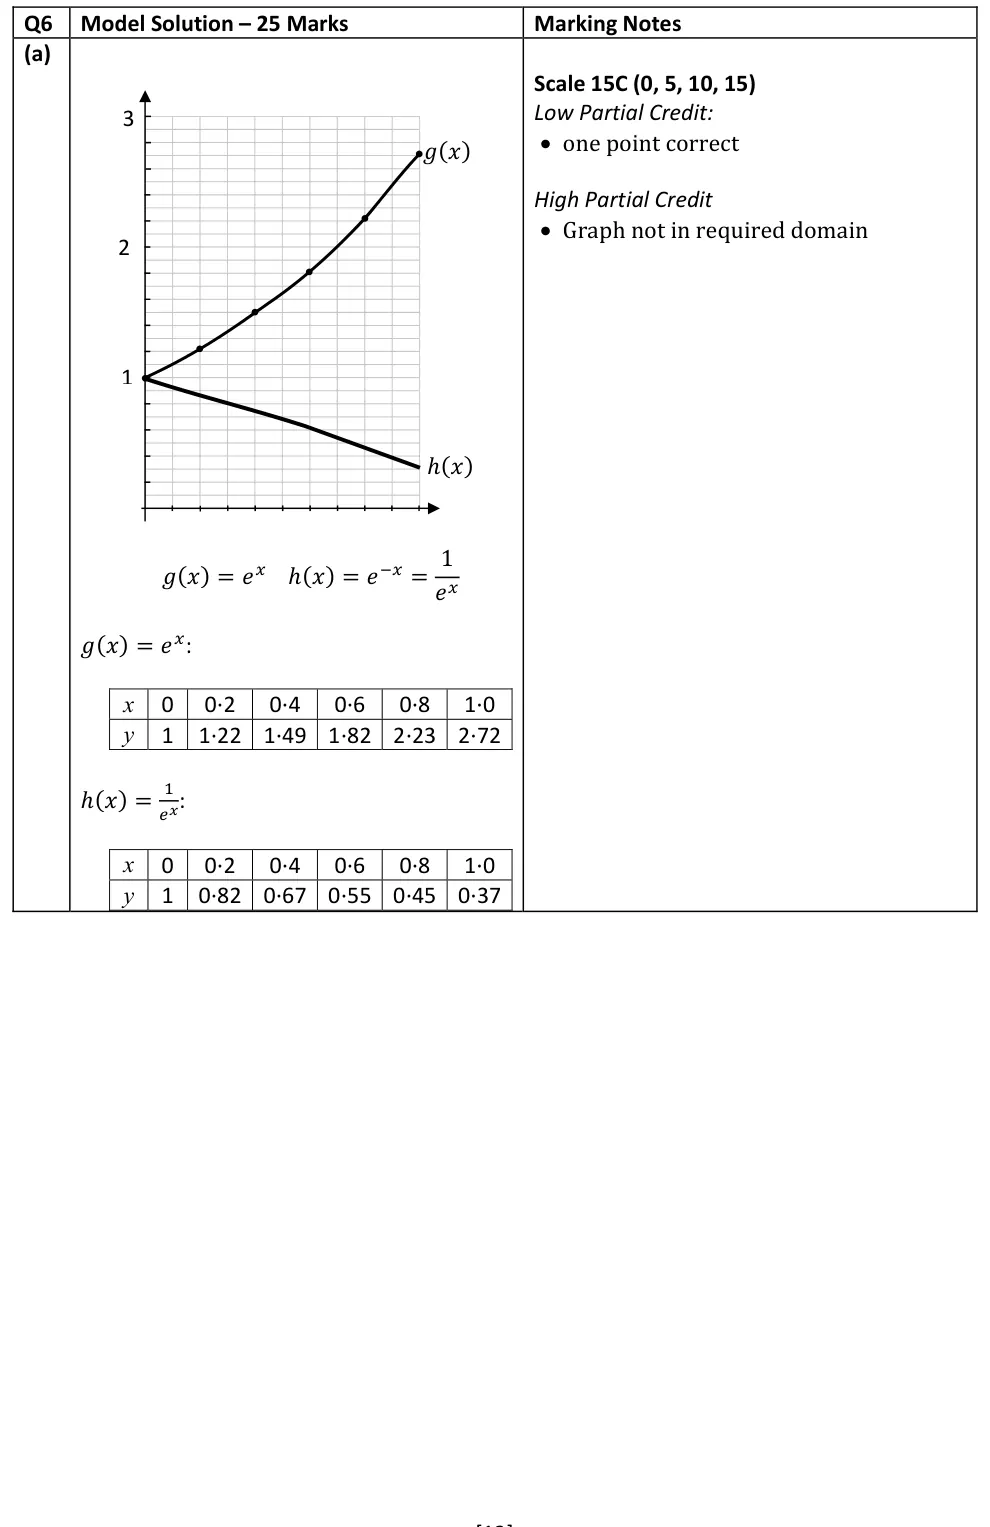 Q6 Model Solution – 25 Marks Marking Notes
(a)
Scale 15C (0, 5, 10, 15)
Low Partial Credit:
• one point correct
High Partial Credit
• Graph not in required domain
3
g(x)
2
1
h(x)
g(x) = e^x h(x) = e^{-x} = \frac{1}{e^x}
g(x) = e^x:
x 0 0·2 0·4 0·6 0·8 1·0
y 1 1·22 1·49 1·82 2·23 2·72
h(x) = \frac{1}{e^x}:
x 0 0·2 0·4 0·6 0·8 1·0
y 1 0·82 0·67 0·55 0·45 0·37